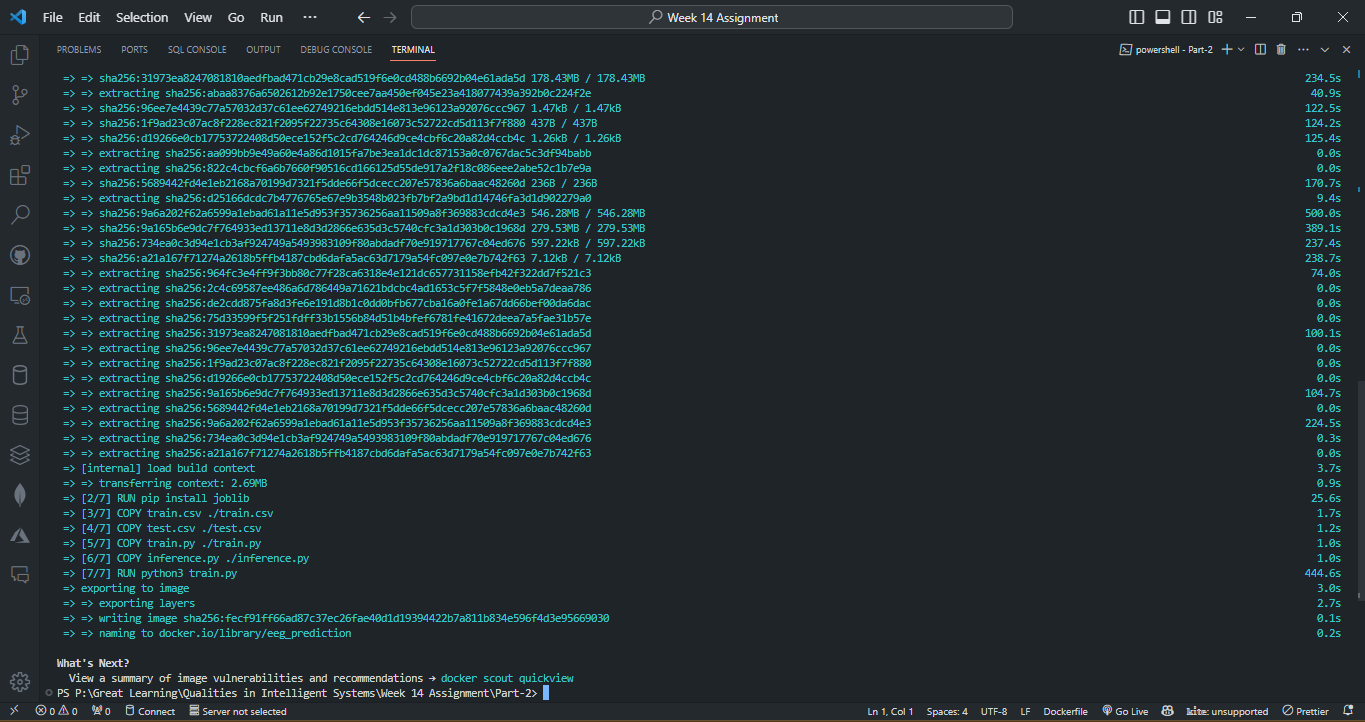 File Edit Selection View Go Run ··· Week 14 Assignment
PROBLEMS PORTS SQL CONSOLE OUTPUT DEBUG CONSOLE TERMINAL powershell - Part-2
=> => sha256:31973ea8247081810aedfbad471cb29e8cad519f6e0cd488b6692b04e61ada5d 178.43MB / 178.43MB 234.5s
=> => extracting sha256:abaa8376a6502612b92e1750cee7aa450ef045e23a418077439a392b0c224f2e 40.9s
=> => sha256:96ee7e4439c77a57032d37c61ee62749216ebdd514e813e96123a92076ccc967 1.47kB / 1.47kB 122.5s
=> => sha256:1f9ad23c07ac8f228ec821f2095f22735c64308e16073c52722cd5d113f7f880 437B / 437B 124.2s
=> => sha256:d19266e0cb17753722408d50ece152f5c2cd764246d9ce4cbf6c20a82d4ccb4c 1.26kB / 1.26kB 125.4s
=> => extracting sha256:aa099bb9e49a60e4a86d1015fa7be3ea1dc1dc87153a0c0767dac5c3df94babb 0.0s
=> => extracting sha256:822c4cbcf6a6b7660f90516cd166125d55de917a2f18c086eee2abe52c1b7e9a 0.0s
=> => sha256:5689442fd4e1eb2168a70199d7321f5dde66f5dcecc207e57836a6baac48260d 236B / 236B 170.7s
=> => extracting sha256:d25166dcdc7b4776765e67e9b3548b023fb7bf2a9bd1d14746fa3d1d902279a0 9.4s
=> => sha256:9a6a202f62a6599a1ebad61a11e5d953f35736256aa11509a8f369883cdcd4e3 546.28MB / 546.28MB 500.0s
=> => sha256:9a165b6e9dc7f764933ed13711e8d3d2866e635d3c5740cfc3a1d303b0c1968d 279.53MB / 279.53MB 389.1s
=> => sha256:734ea0c3d94e1cb3af924749a5493983109f80abdadf70e919717767c04ed676 597.22kB / 597.22kB 237.4s
=> => sha256:a21a167f71274a2618b5ffb4187cbd6dafa5ac63d7179a54fc097e0e7b742f63 7.12kB / 7.12kB 238.7s
=> => extracting sha256:964fc3e4ff9f3bb80c77f28ca6318e4e121dc657731158efb42f322dd7f521c3 74.0s
=> => extracting sha256:2c4c69587ee486a6d786449a71621bdcbc4ad1653c5f7f5848e0eb5a7deaa786 0.0s
=> => extracting sha256:de2cdd875fa8d3fe6e191d8b1c0dd0bfb677cba16a0fe1a67dd66bef00da6dac 0.0s
=> => extracting sha256:75d33599f5f251fdff33b1556b84d51b4bfef6781fe41672deea7a5fae31b57e 0.0s
=> => extracting sha256:31973ea8247081810aedfbad471cb29e8cad519f6e0cd488b6692b04e61ada5d 100.1s
=> => extracting sha256:96ee7e4439c77a57032d37c61ee62749216ebdd514e813e96123a92076ccc967 0.0s
=> => extracting sha256:1f9ad23c07ac8f228ec821f2095f22735c64308e16073c52722cd5d113f7f880 0.0s
=> => extracting sha256:d19266e0cb17753722408d50ece152f5c2cd764246d9ce4cbf6c20a82d4ccb4c 0.0s
=> => extracting sha256:9a165b6e9dc7f764933ed13711e8d3d2866e635d3c5740cfc3a1d303b0c1968d 104.7s
=> => extracting sha256:5689442fd4e1eb2168a70199d7321f5dde66f5dcecc207e57836a6baac48260d 0.0s
=> => extracting sha256:9a6a202f62a6599a1ebad61a11e5d953f35736256aa11509a8f369883cdcd4e3 224.5s
=> => extracting sha256:734ea0c3d94e1cb3af924749a5493983109f80abdadf70e919717767c04ed676 0.3s
=> => extracting sha256:a21a167f71274a2618b5ffb4187cbd6dafa5ac63d7179a54fc097e0e7b742f63 0.0s
=> [internal] load build context 3.7s
=> => transferring context: 2.69MB 0.9s
=> [2/7] RUN pip install joblib 25.6s
=> [3/7] COPY train.csv ./train.csv 1.7s
=> [4/7] COPY test.csv ./test.csv 1.2s
=> [5/7] COPY train.py ./train.py 1.0s
=> [6/7] COPY inference.py ./inference.py 1.0s
=> [7/7] RUN python3 train.py 444.6s
=> exporting to image 3.0s
=> => exporting layers 2.7s
=> => writing image sha256:fecf91ff66ad87c37ec26fae40d1d19394422b7a811b834e596f4d3e95669030 0.1s
=> => naming to docker.io/library/eeg_prediction 0.2s
What's Next?
View a summary of image vulnerabilities and recommendations → docker scout quickview
PS P:\Great Learning\Qualities in Intelligent Systems\Week 14 Assignment\Part-2>
0 0 0 Connect Server not selected Ln 1, Col 1 Spaces: 4 UTF-8 LF Dockerfile Go Live kite: unsupported Prettier